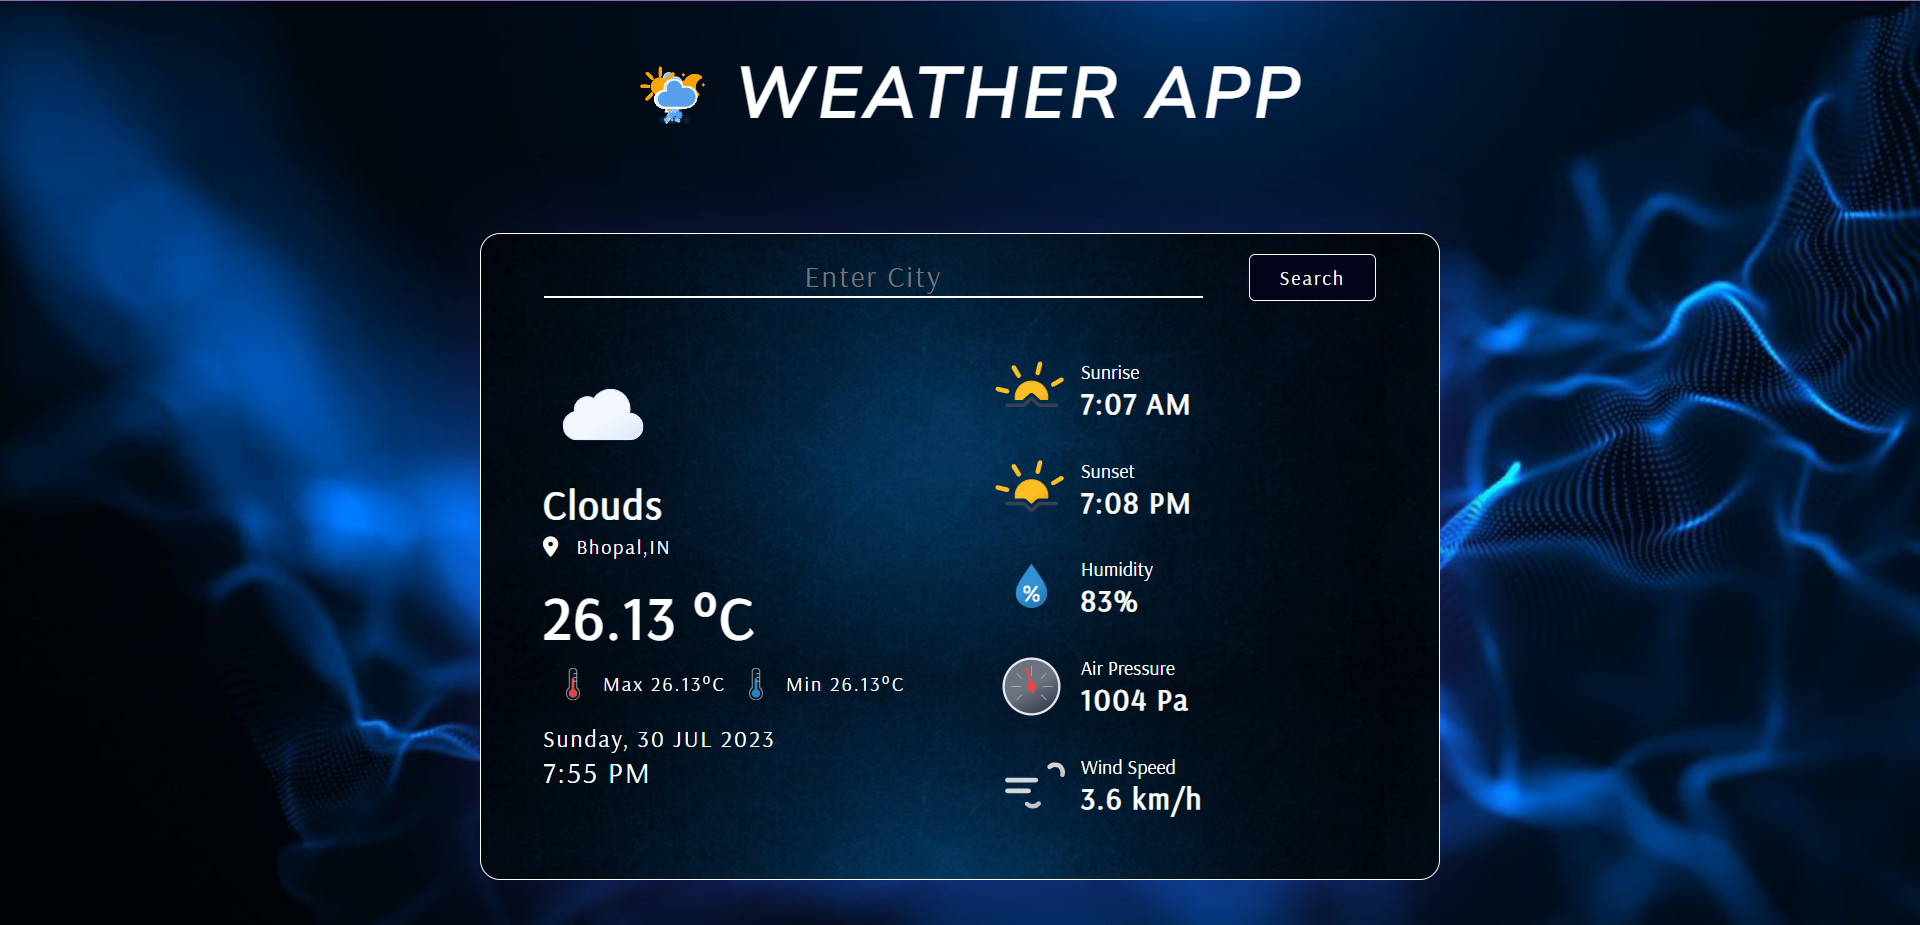 WEATHER APP
Enter City
Search
Clouds
Bhopal,IN
26.13 °C
Max 26.13°C Min 26.13°C
Sunday, 30 JUL 2023
7:55 PM
Sunrise
7:07 AM
Sunset
7:08 PM
Humidity
%
83%
Air Pressure
1004 Pa
Wind Speed
3.6 km/h